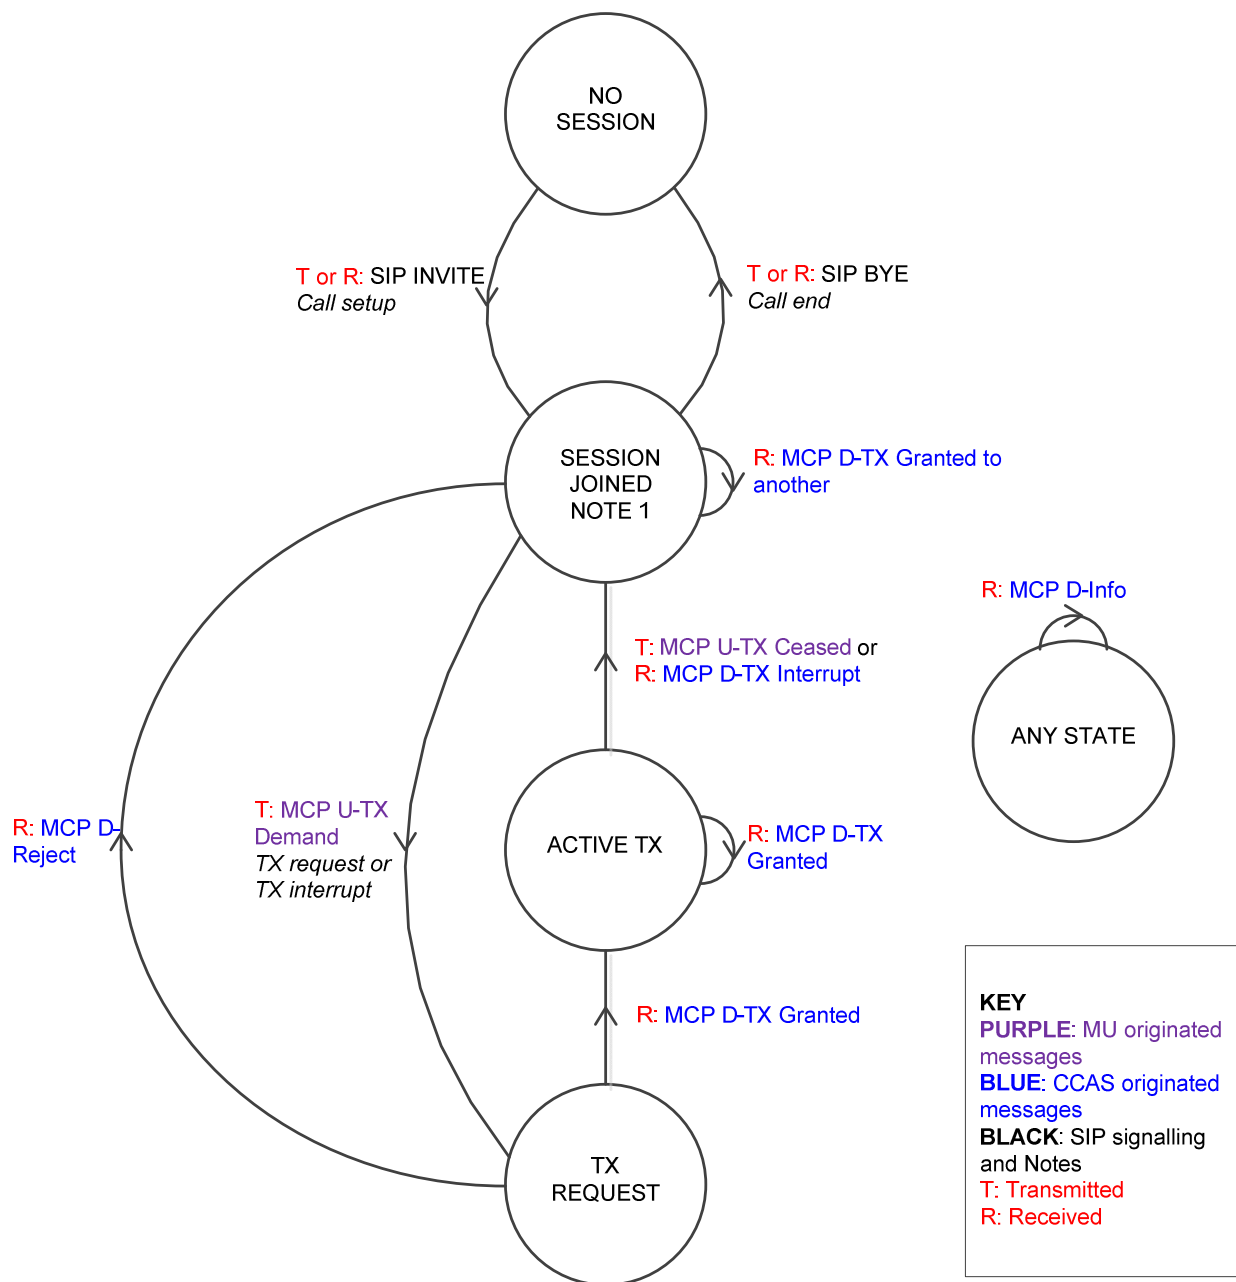 NO
SESSION
T or R: SIP INVITE
Call setup
T or R: SIP BYE
Call end
SESSION
JOINED
NOTE 1
R: MCP D-TX Granted to
another
R: MCP D-Info
T: MCP U-TX Ceased or
R: MCP D-TX Interrupt
ANY STATE
R: MCP D-
Reject
T: MCP U-TX
Demand
TX request or
TX interrupt
ACTIVE TX
R: MCP D-TX
Granted
R: MCP D-TX Granted
TX
REQUEST
KEY
PURPLE: MU originated
messages
BLUE: CCAS originated
messages
BLACK: SIP signalling
and Notes
T: Transmitted
R: Received